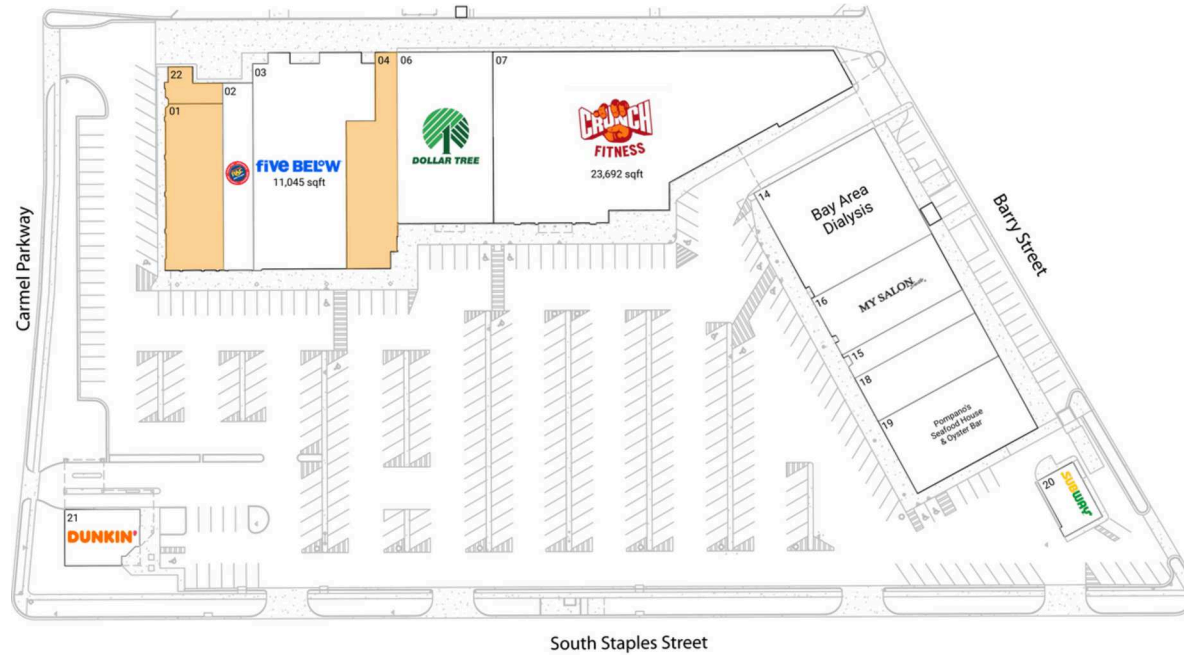 22
01
02
03
five BELOW
11,045 sqft
04
06
DOLLAR TREE
07
CRUNCH
FITNESS
23,692 sqft
14
Bay Area
Dialysis
16
MY SALON
15
18
19
Pompano's
Seafood House
& Oyster Bar
20
SUBWAY
21
DUNKIN'
Carmel Parkway
Barry Street
South Staples Street